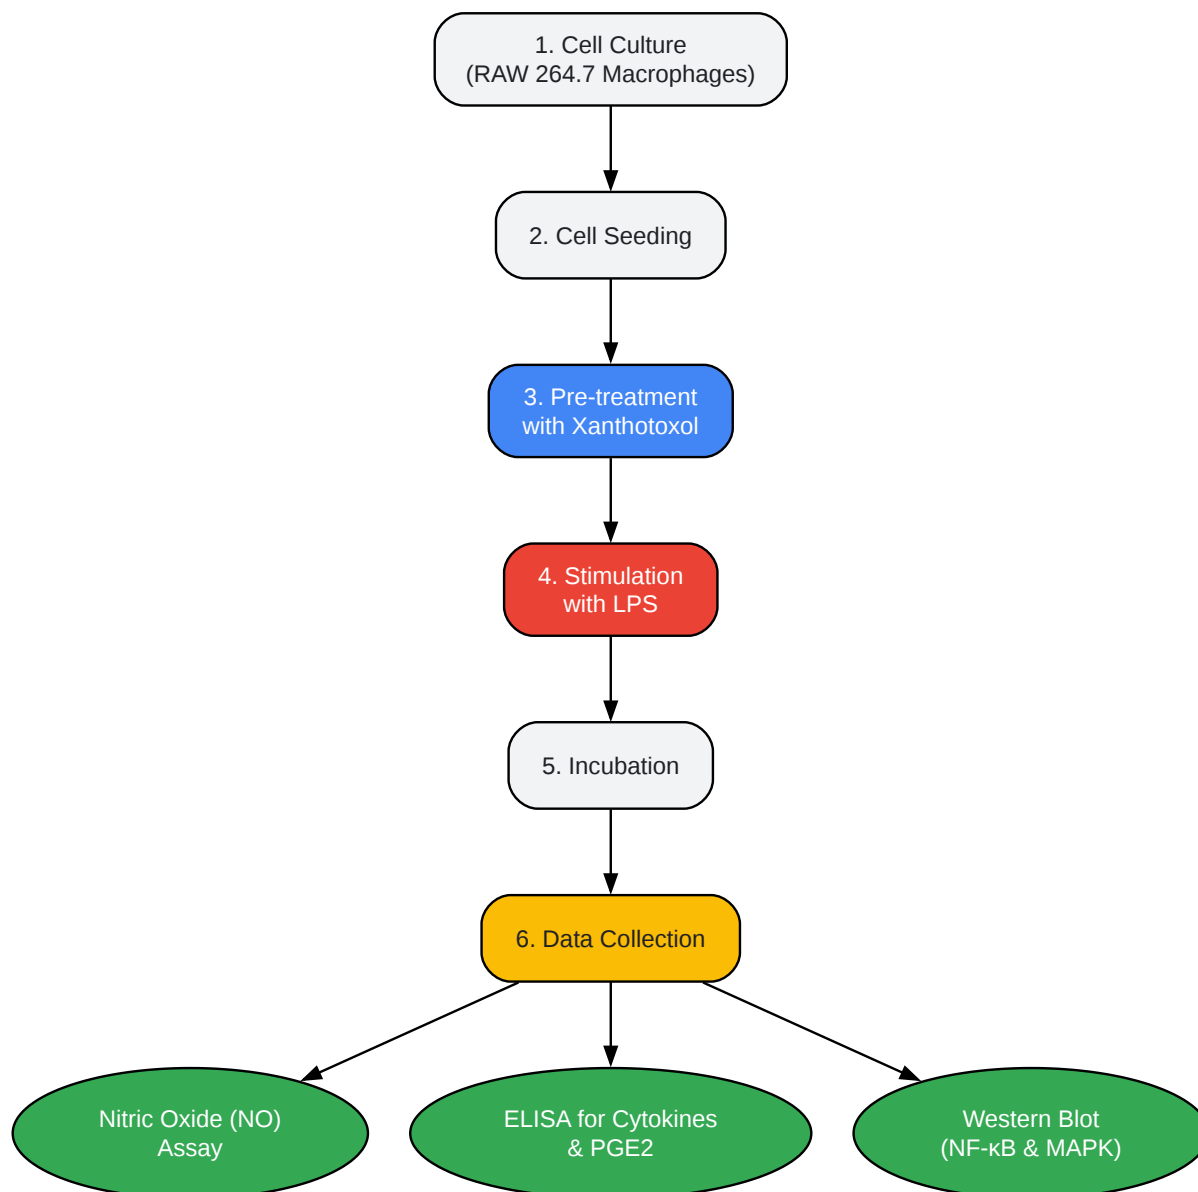 1. Cell Culture
(RAW 264.7 Macrophages)
2. Cell Seeding
3. Pre-treatment
with Xanthotoxol
4. Stimulation
with LPS
5. Incubation
6. Data Collection
Nitric Oxide (NO)
Assay
ELISA for Cytokines
& PGE2
Western Blot
(NF-κB & MAPK)